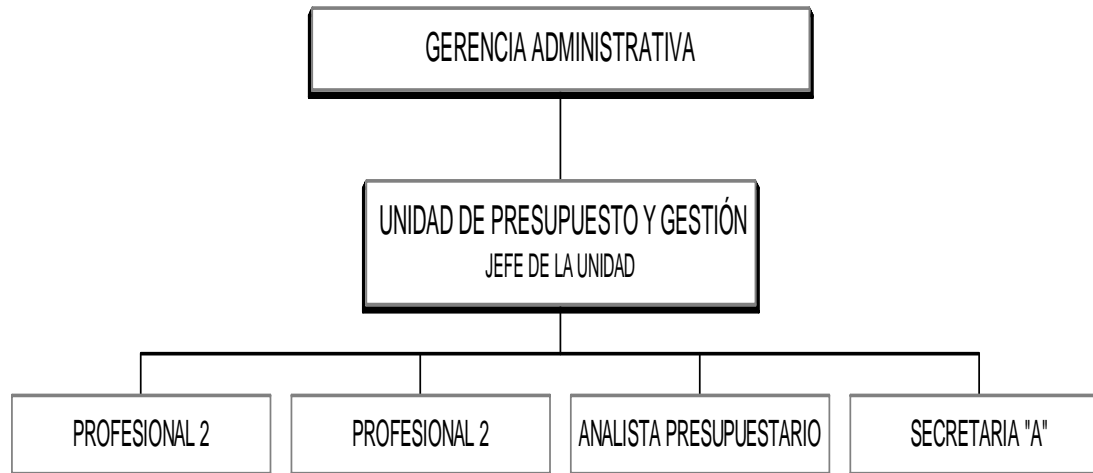 GERENCIA ADMINISTRATIVA
UNIDAD DE PRESUPUESTO Y GESTIÓN
JEFE DE LA UNIDAD
PROFESIONAL 2
PROFESIONAL 2
ANALISTA PRESUPUESTARIO
SECRETARIA "A"